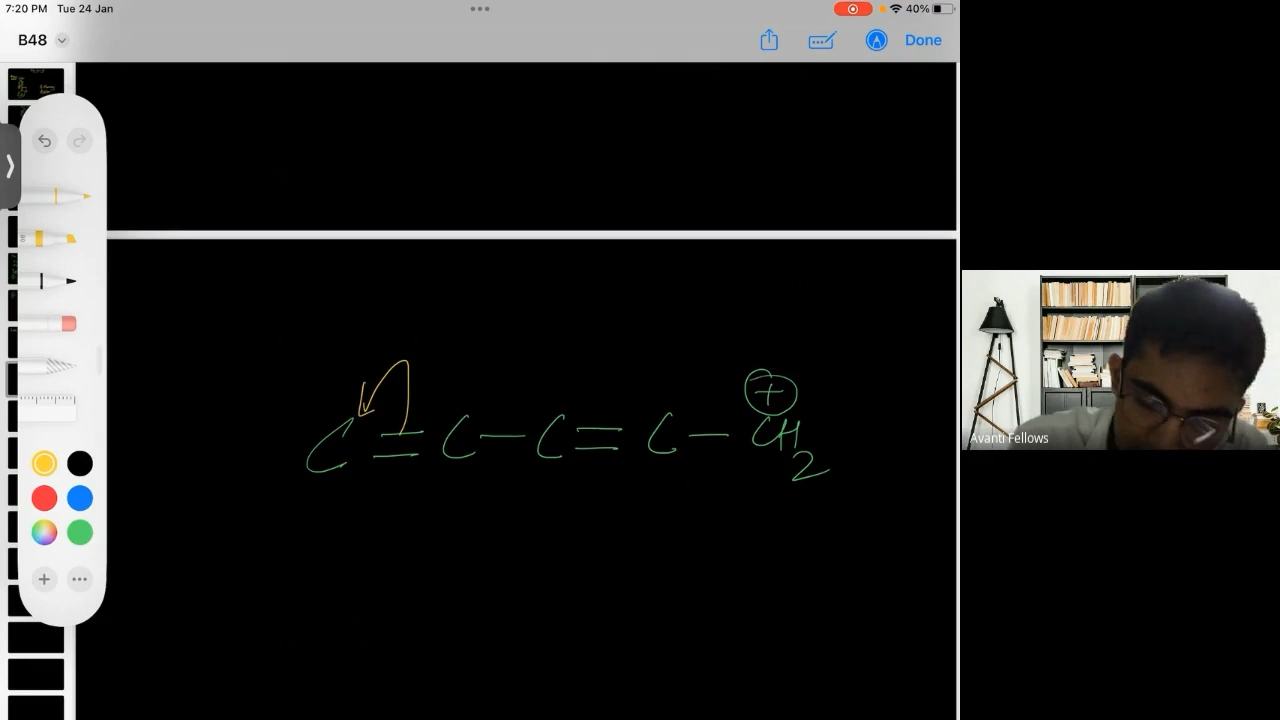 7:20 PM Tue 24 Jan
40%
B48
Done
+
C = C — C = C — CH2
Avanti Fellows